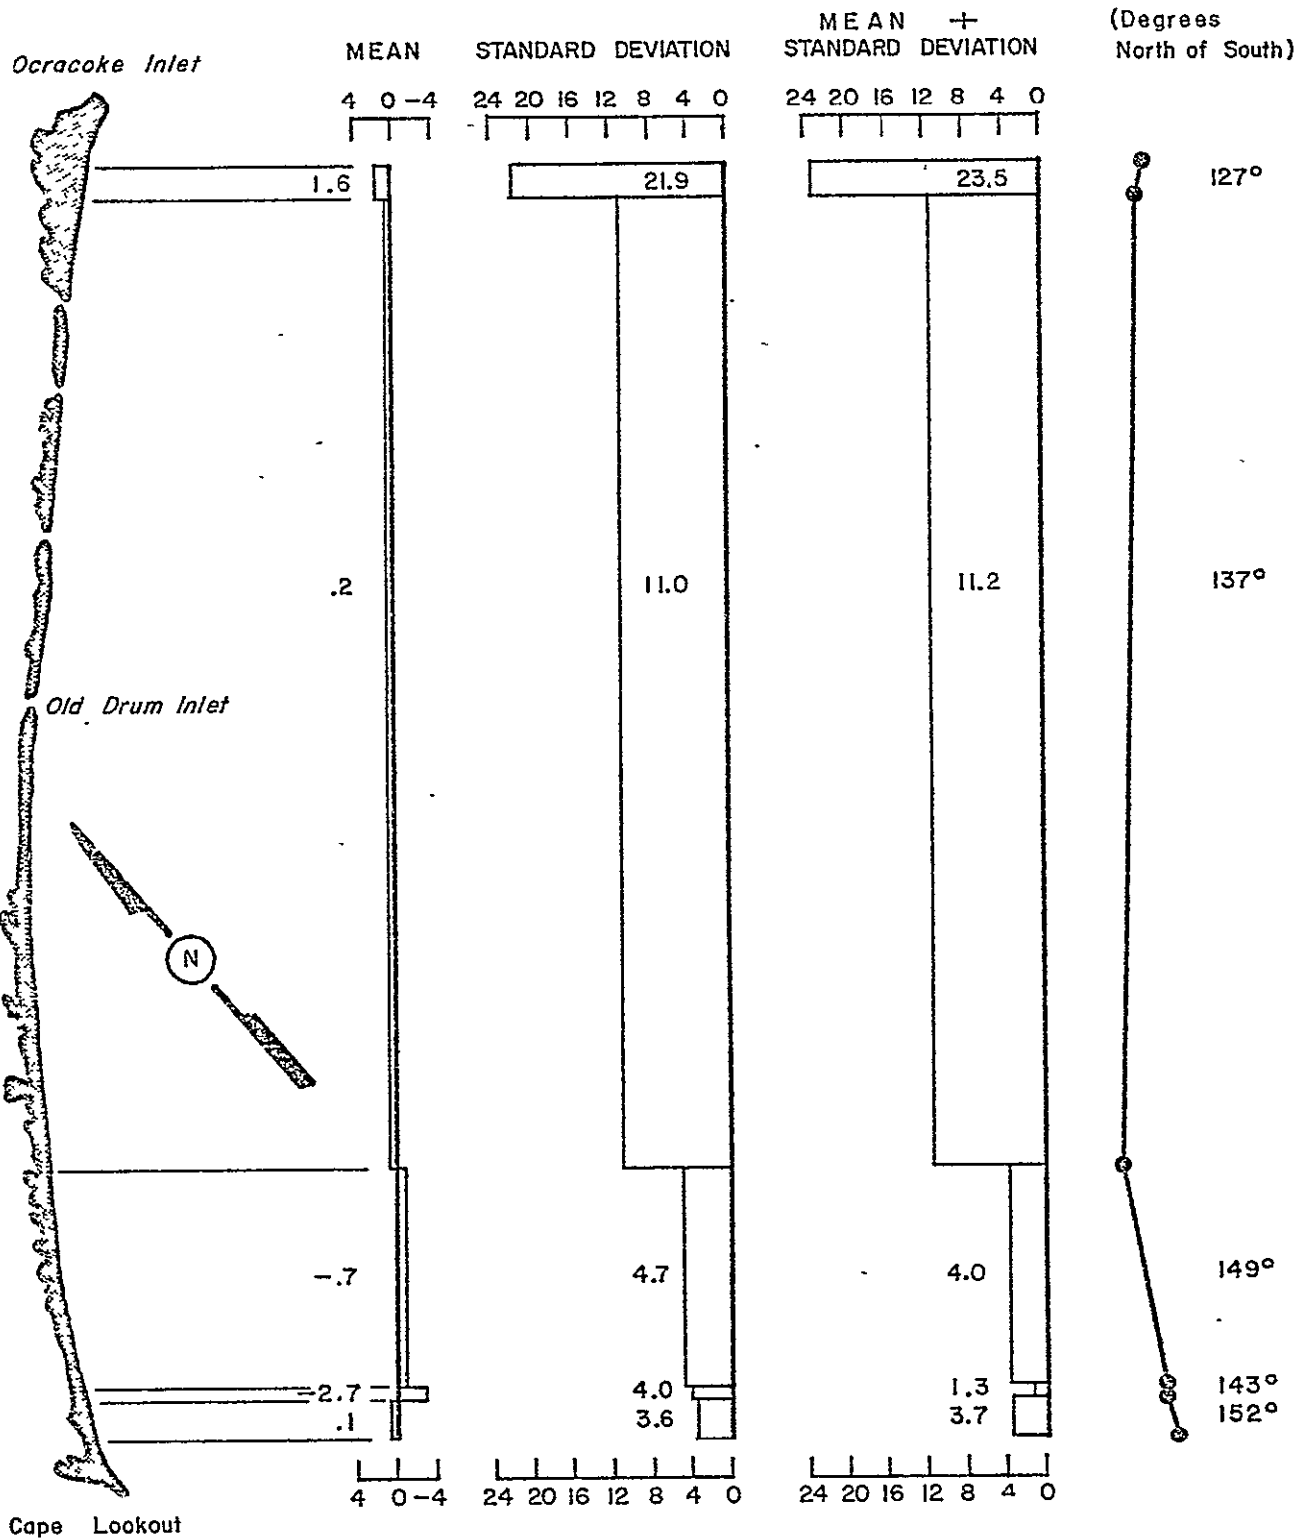 MEAN +
(Degrees
Ocracoke Inlet MEAN STANDARD DEVIATION STANDARD DEVIATION North of South)
4 0 -4 24 20 16 12 8 4 0 24 20 16 12 8 4 0
1.6 21.9 23.5 127°
.2 11.0 11.2 137°
Old Drum Inlet
N
-.7 4.7 4.0 149°
-2.7 4.0 1.3 143°
.1 3.6 3.7 152°
4 0 -4 24 20 16 12 8 4 0 24 20 16 12 8 4 0
Cape Lookout